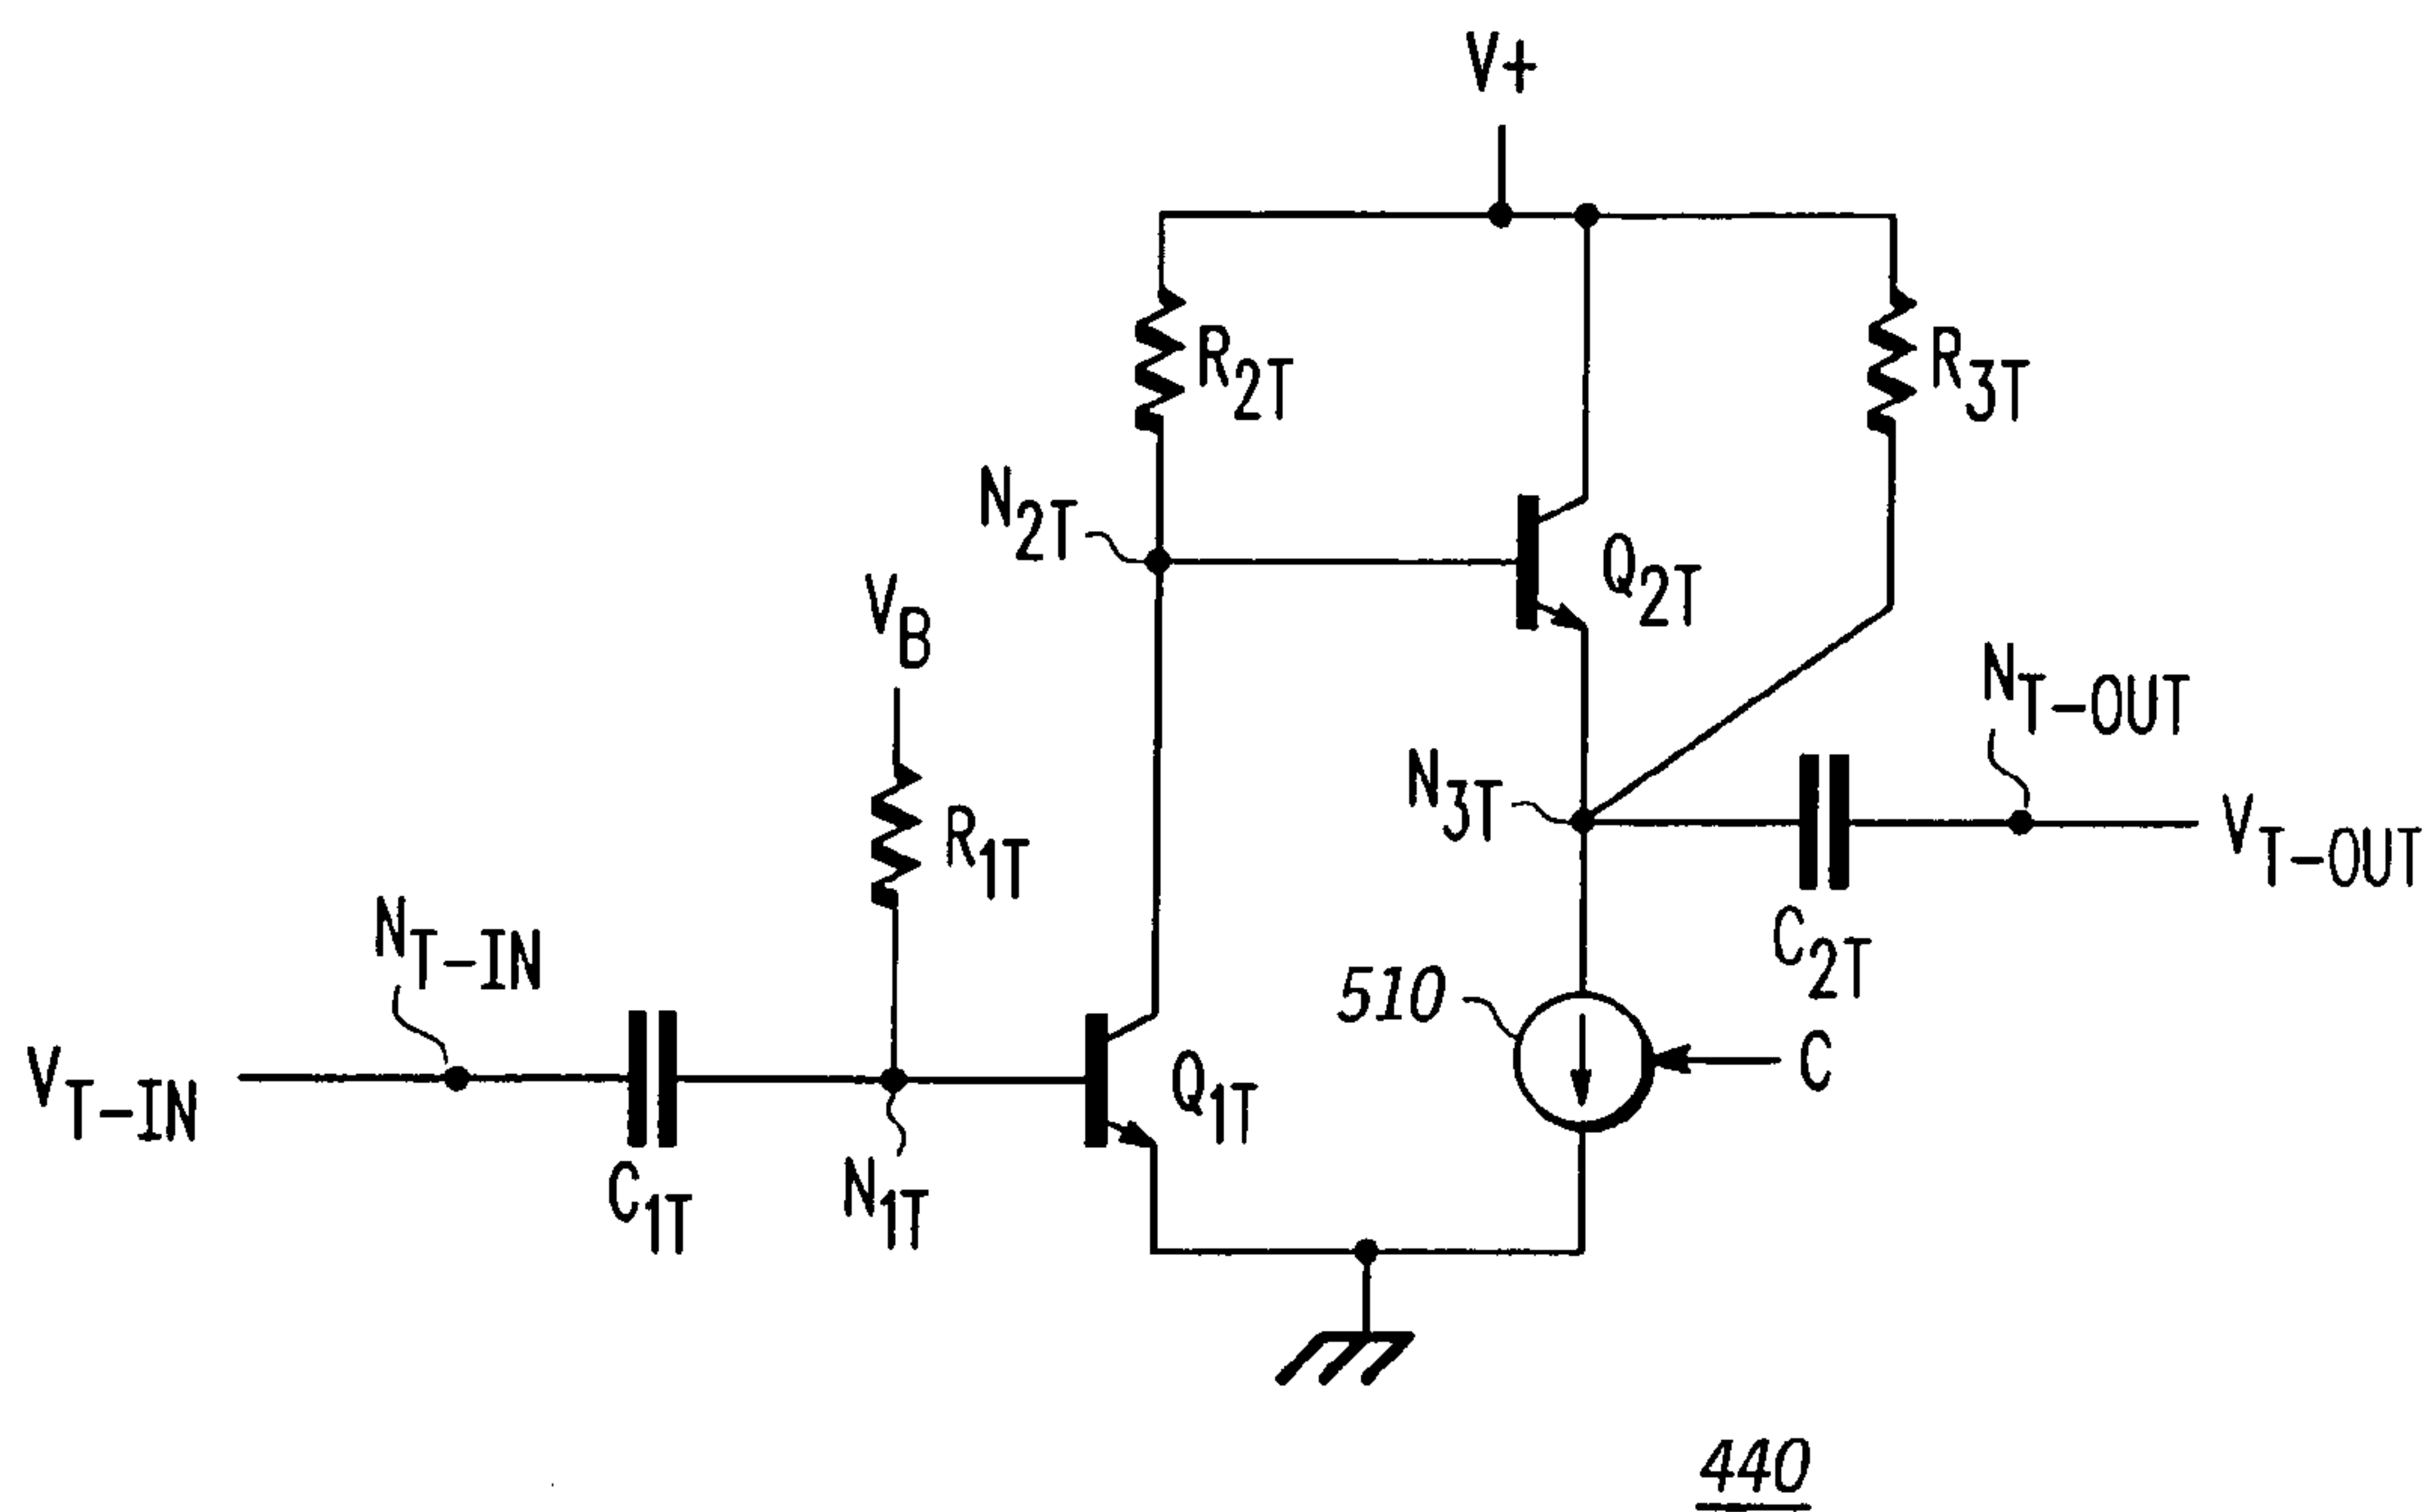 V+
R2T
R3T
N2T
Q2T
VB
NT-OUT
N3T
R1T
VT-OUT
NT-IN
C2T
510
C
VT-IN
Q1T
C1T
N1T
440